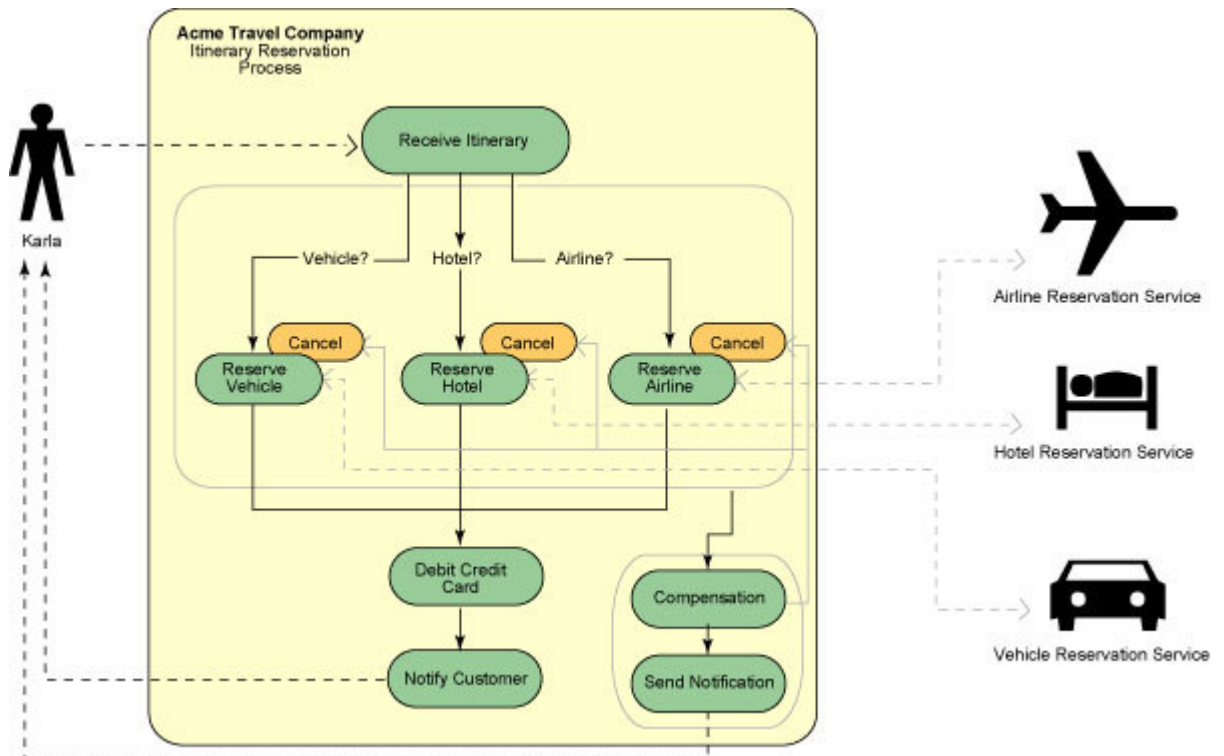 Acme Travel Company
Itinerary Reservation
Process
Receive Itinerary
Karla
Vehicle?
Hotel?
Airline?
Airline Reservation Service
Cancel
Cancel
Cancel
Reserve
Vehicle
Reserve
Hotel
Reserve
Airline
Hotel Reservation Service
Debit Credit
Card
Compensation
Vehicle Reservation Service
Notify Customer
Send Notification